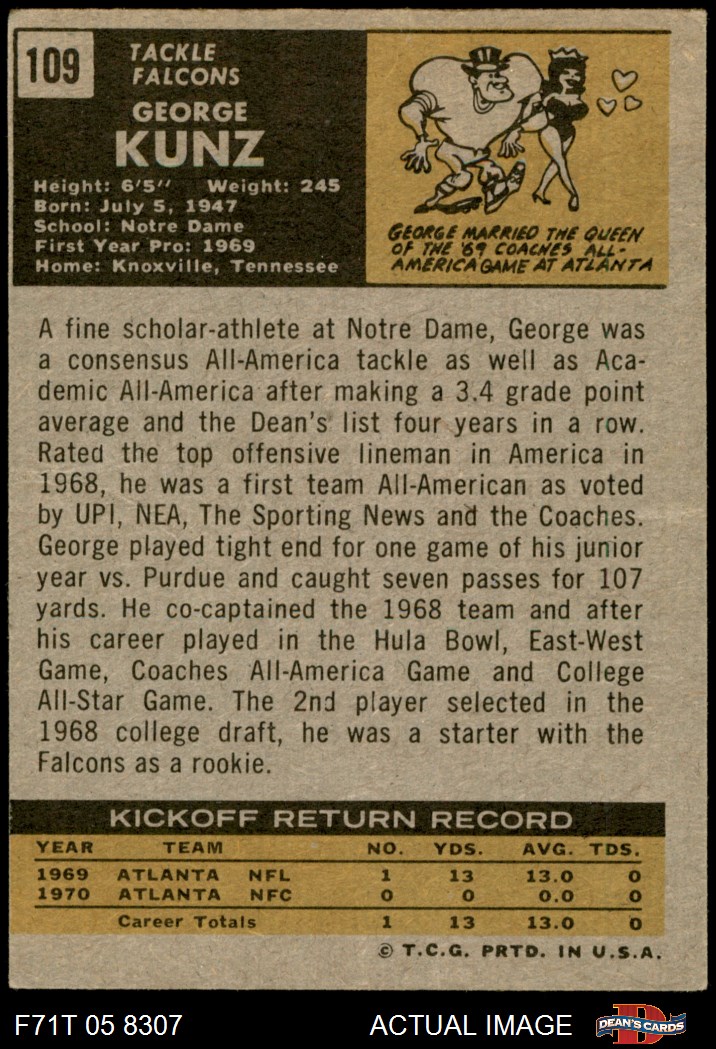 109
TACKLE
FALCONS
GEORGE
KUNZ
Height: 6'5" Weight: 245
Born: July 5, 1947
School: Notre Dame
First Year Pro: 1969
Home: Knoxville, Tennessee
GEORGE MARRIED THE QUEEN
OF THE '69 COACHES ALL-
AMERICA GAME AT ATLANTA
A fine scholar-athlete at Notre Dame, George was
a consensus All-America tackle as well as Aca-
demic All-America after making a 3.4 grade point
average and the Dean's list four years in a row.
Rated the top offensive lineman in America in
1968, he was a first team All-American as voted
by UPI, NEA, The Sporting News and the Coaches.
George played tight end for one game of his junior
year vs. Purdue and caught seven passes for 107
yards. He co-captained the 1968 team and after
his career played in the Hula Bowl, East-West
Game, Coaches All-America Game and College
All-Star Game. The 2nd player selected in the
1968 college draft, he was a starter with the
Falcons as a rookie.
KICKOFF RETURN RECORD
YEAR TEAM NO. YDS. AVG. TDS.
1969 ATLANTA NFL 1 13 13.0 0
1970 ATLANTA NFC 0 0 0.0 0
Career Totals 1 13 13.0 0
© T.C.G. PRTD. IN U.S.A.
F71T 05 8307 ACTUAL IMAGE D DEAN'S CARDS